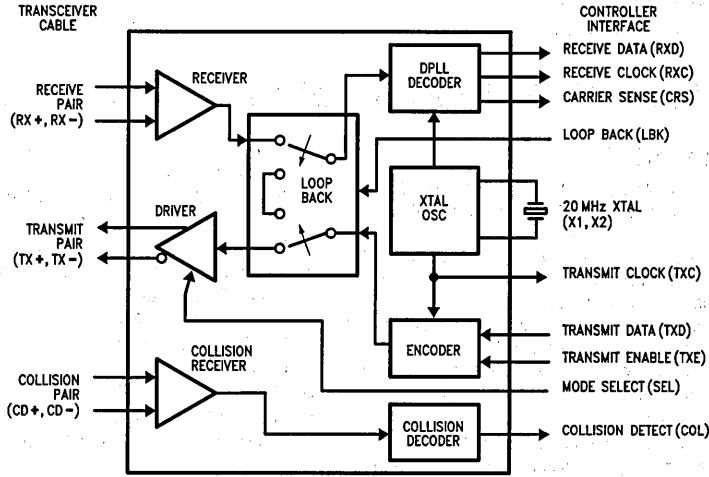 TRANSCEIVER
CABLE
CONTROLLER
INTERFACE
RECEIVE
PAIR
(RX+, RX-)
RECEIVER
DPLL
DECODER
RECEIVE DATA (RXD)
RECEIVE CLOCK (RXC)
CARRIER SENSE (CRS)
LOOP BACK (LBK)
LOOP
BACK
XTAL
OSC
20 MHz XTAL
(X1, X2)
TRANSMIT
PAIR
(TX+, TX-)
DRIVER
TRANSMIT CLOCK (TXC)
ENCODER
TRANSMIT DATA (TXD)
TRANSMIT ENABLE (TXE)
MODE SELECT (SEL)
COLLISION
PAIR
(CD+, CD-)
COLLISION
RECEIVER
COLLISION
DECODER
COLLISION DETECT (COL)